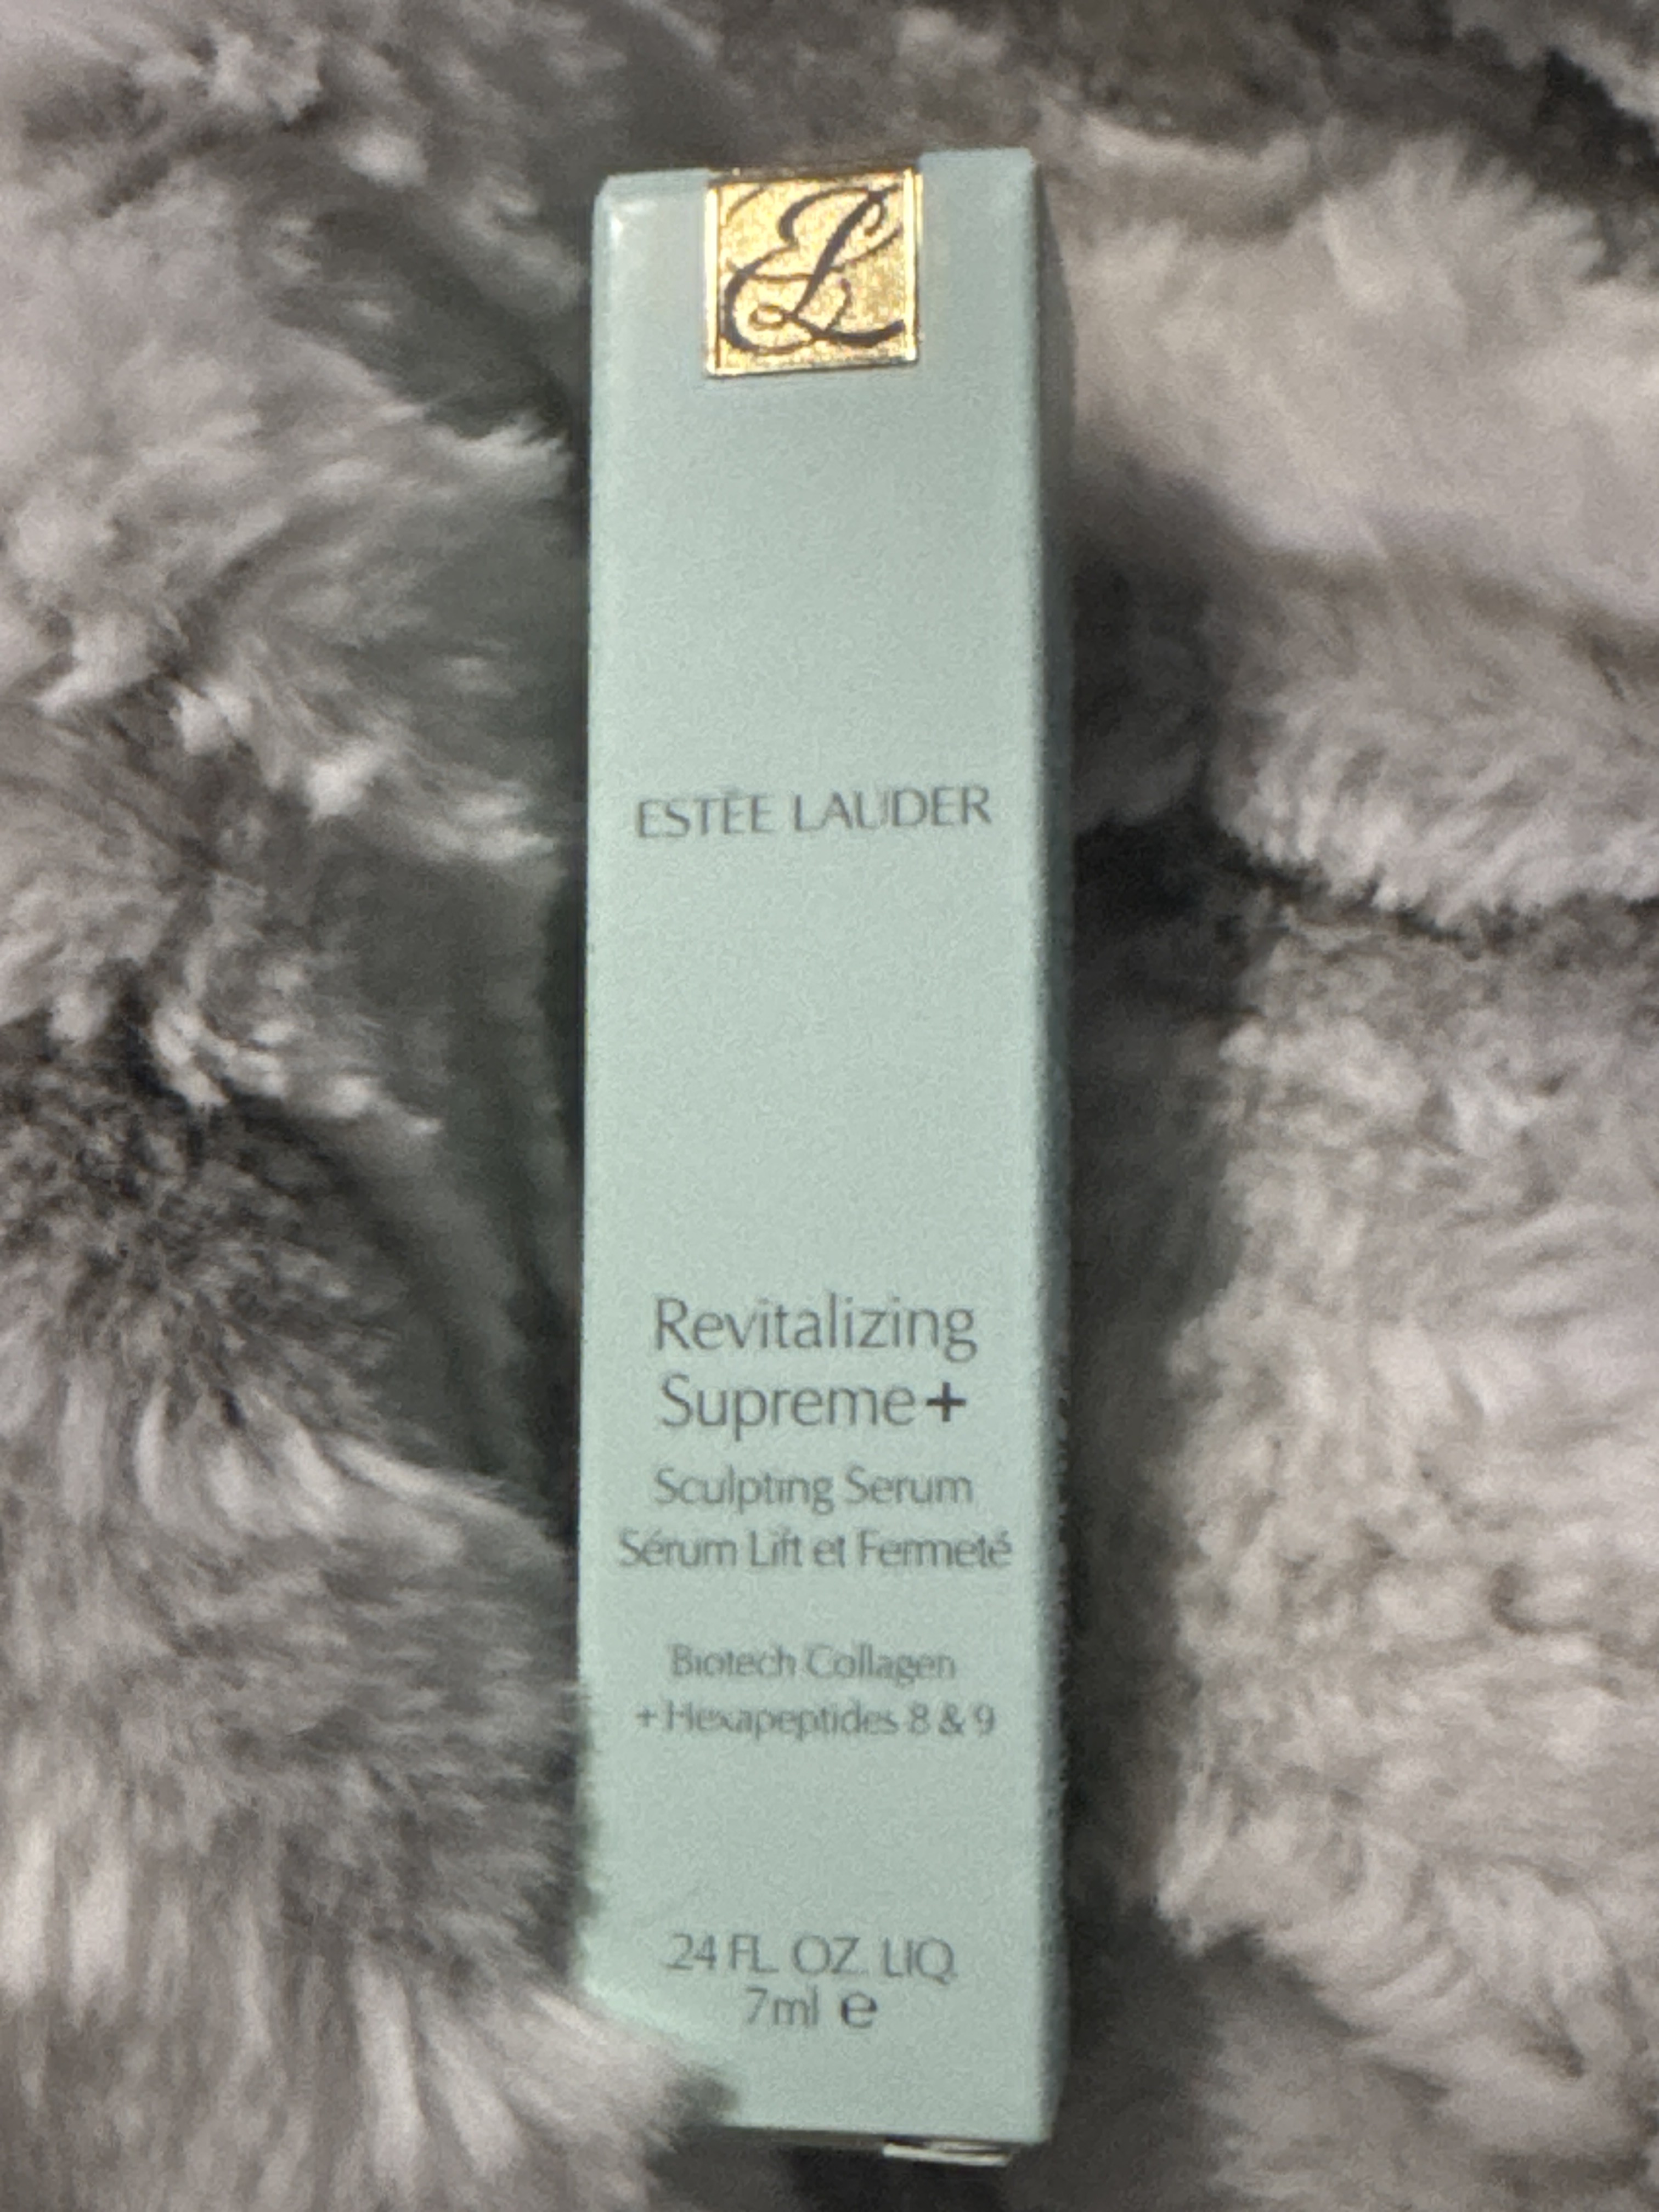 EL
ESTĒE LAUDER
Revitalizing
Supreme+
Sculpting Serum
Sérum Lift et Fermeté
Biotech Collagen
+ Hexapeptides 8 & 9
.24 FL. OZ. LIQ.
7ml e